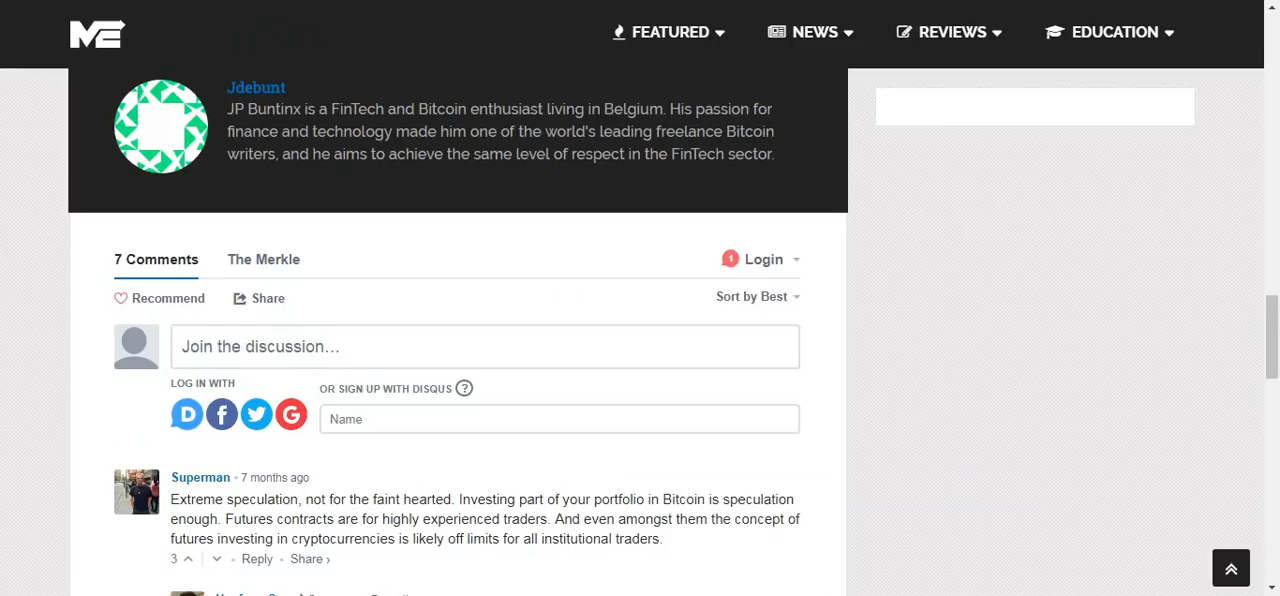 FEATURED NEWS REVIEWS EDUCATION
Jdebunt
JP Buntinx is a FinTech and Bitcoin enthusiast living in Belgium. His passion for
finance and technology made him one of the world's leading freelance Bitcoin
writers, and he aims to achieve the same level of respect in the FinTech sector.
7 Comments The Merkle 1 Login
Recommend Share Sort by Best
Join the discussion…
LOG IN WITH
OR SIGN UP WITH DISQUS ?
D f G
Name
Superman • 7 months ago
Extreme speculation, not for the faint hearted. Investing part of your portfolio in Bitcoin is speculation
enough. Futures contracts are for highly experienced traders. And even amongst them the concept of
futures investing in cryptocurrencies is likely off limits for all institutional traders.
3 • Reply • Share ›